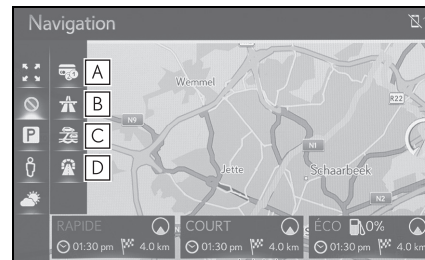 Navigation
A
B
C
D
P
Wemmel
R22
N9
N1
Jette
Schaarbeek
N2
RAPIDE
COURT
ÉCO 0%
01:30 pm 4.0 km
01:30 pm 4.0 km
01:30 pm 4.0 km